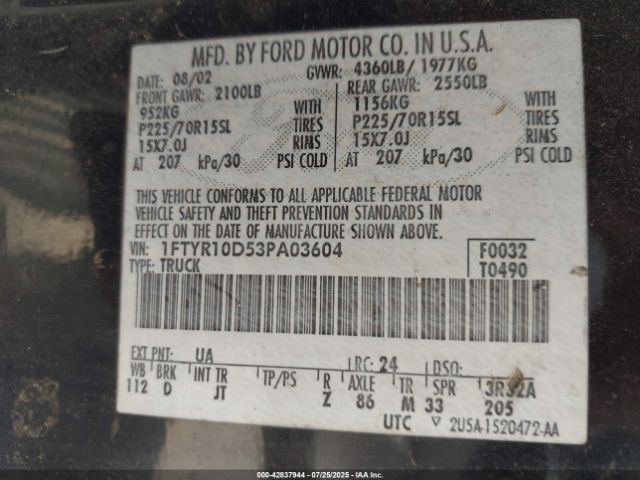 MFD. BY FORD MOTOR CO. IN U.S.A.
DATE: 08/02 GVWR: 4360LB/ 1977KG
FRONT GAWR: 2100LB REAR GAWR: 2550LB
952KG WITH 1156KG WITH
P225/70R15SL TIRES P225/70R15SL TIRES
15X7.0J RIMS 15X7.0J RIMS
AT 207 kPa/30 PSI COLD AT 207 kPa/30 PSI COLD
THIS VEHICLE CONFORMS TO ALL APPLICABLE FEDERAL MOTOR
VEHICLE SAFETY AND THEFT PREVENTION STANDARDS IN
EFFECT ON THE DATE OF MANUFACTURE SHOWN ABOVE.
VIN: 1FTYR10D53PA03604 F0032
TYPE: TRUCK T0490
EXT PNT: UA RC: 24 DSO:
WB BRK INT TR TP/PS R AXLE TR SPR 3R32A
112 D JT Z 86 M 33 205
UTC ▽ 2U5A-1520472-AA
000-42837944 - 07/25/2025 - IAAI.COM